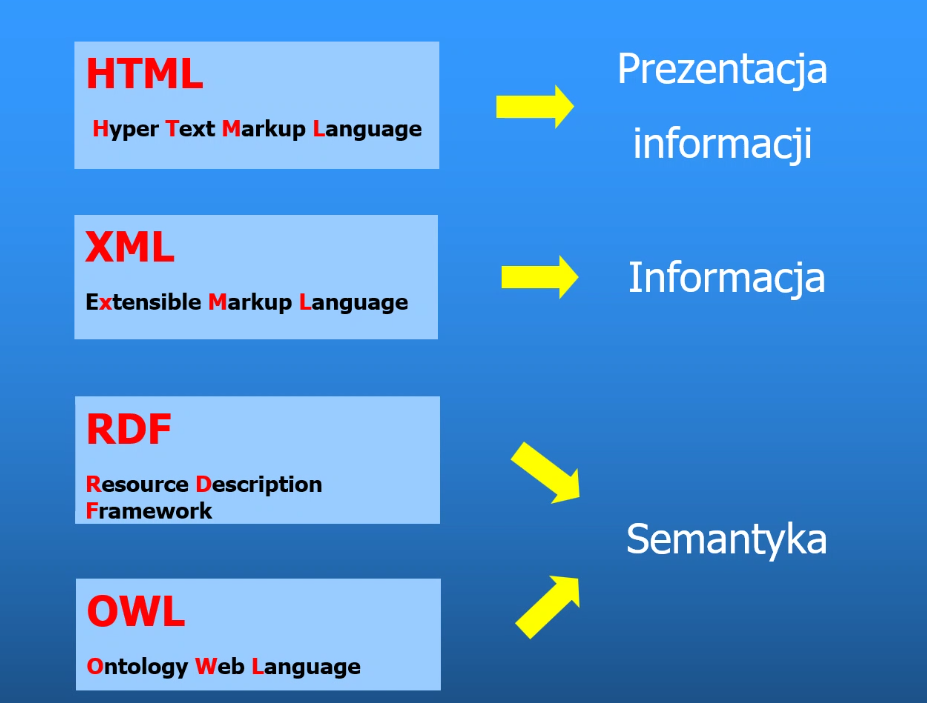 HTML
Hyper Text Markup Language
Prezentacja
informacji
XML
Extensible Markup Language
Informacja
RDF
Resource Description
Framework
Semantyka
OWL
Ontology Web Language